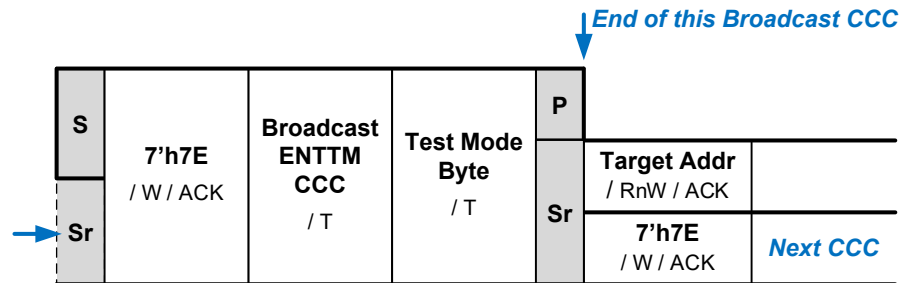 End of this Broadcast CCC
S
Sr
7’h7E
/ W / ACK
Broadcast
ENTTM
CCC
/ T
Test Mode
Byte
/ T
P
Sr
Target Addr
/ RnW / ACK
7’h7E
/ W / ACK
Next CCC